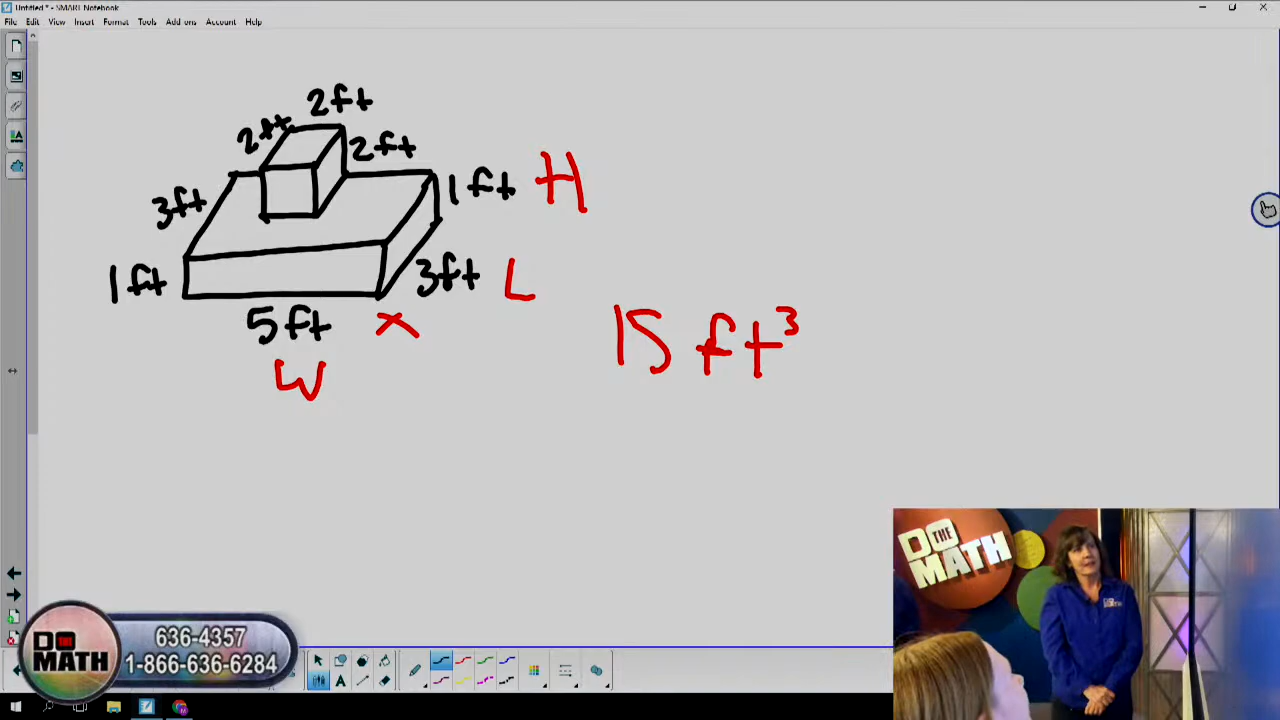 Untitled * - SMART Notebook
File Edit View Insert Format Tools Add-ons Account Help
2ft
2ft
2ft
3ft
1ft H
1ft
3ft L
5ft x
W
15 ft³
DO THE MATH
DO THE MATH
636-4357
1-866-636-6284
A